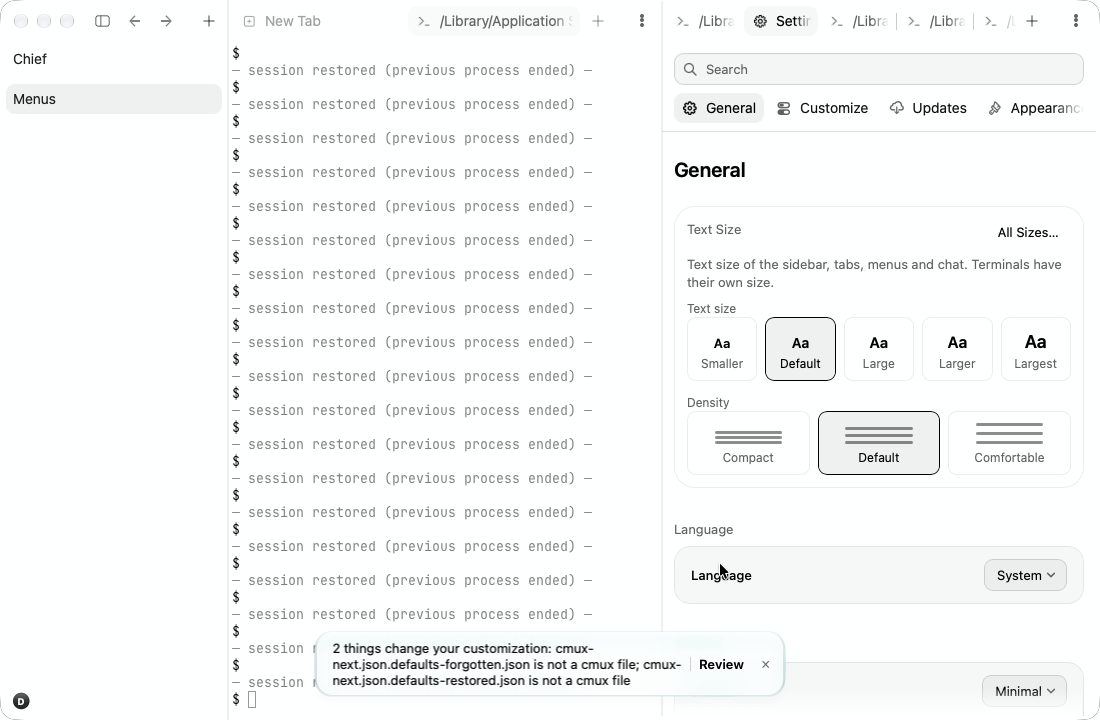 New Tab
/Library/Application S
/Libra
Settin
/Libra
/Libra
Chief
Menus
$
— session restored (previous process ended) —
$
— session restored (previous process ended) —
$
— session restored (previous process ended) —
$
— session restored (previous process ended) —
$
— session restored (previous process ended) —
$
— session restored (previous process ended) —
$
— session restored (previous process ended) —
$
— session restored (previous process ended) —
$
— session restored (previous process ended) —
$
— session restored (previous process ended) —
$
— session restored (previous process ended) —
$
— session restored (previous process ended) —
$
— session restored (previous process ended) —
$
— session restored (previous process ended) —
$
— session restored (previous process ended) —
$
— session restored (previous process ended) —
$
— session restored (previous process ended) —
$
— session
$
— session
$
D
Search
General
Customize
Updates
Appearanc
General
Text Size
All Sizes...
Text size of the sidebar, tabs, menus and chat. Terminals have
their own size.
Text size
Aa Aa Aa Aa Aa
Smaller Default Large Larger Largest
Density
Compact Default Comfortable
Language
Language
System
Minimal
2 things change your customization: cmux-
next.json.defaults-forgotten.json is not a cmux file; cmux-
next.json.defaults-restored.json is not a cmux file
Review
×